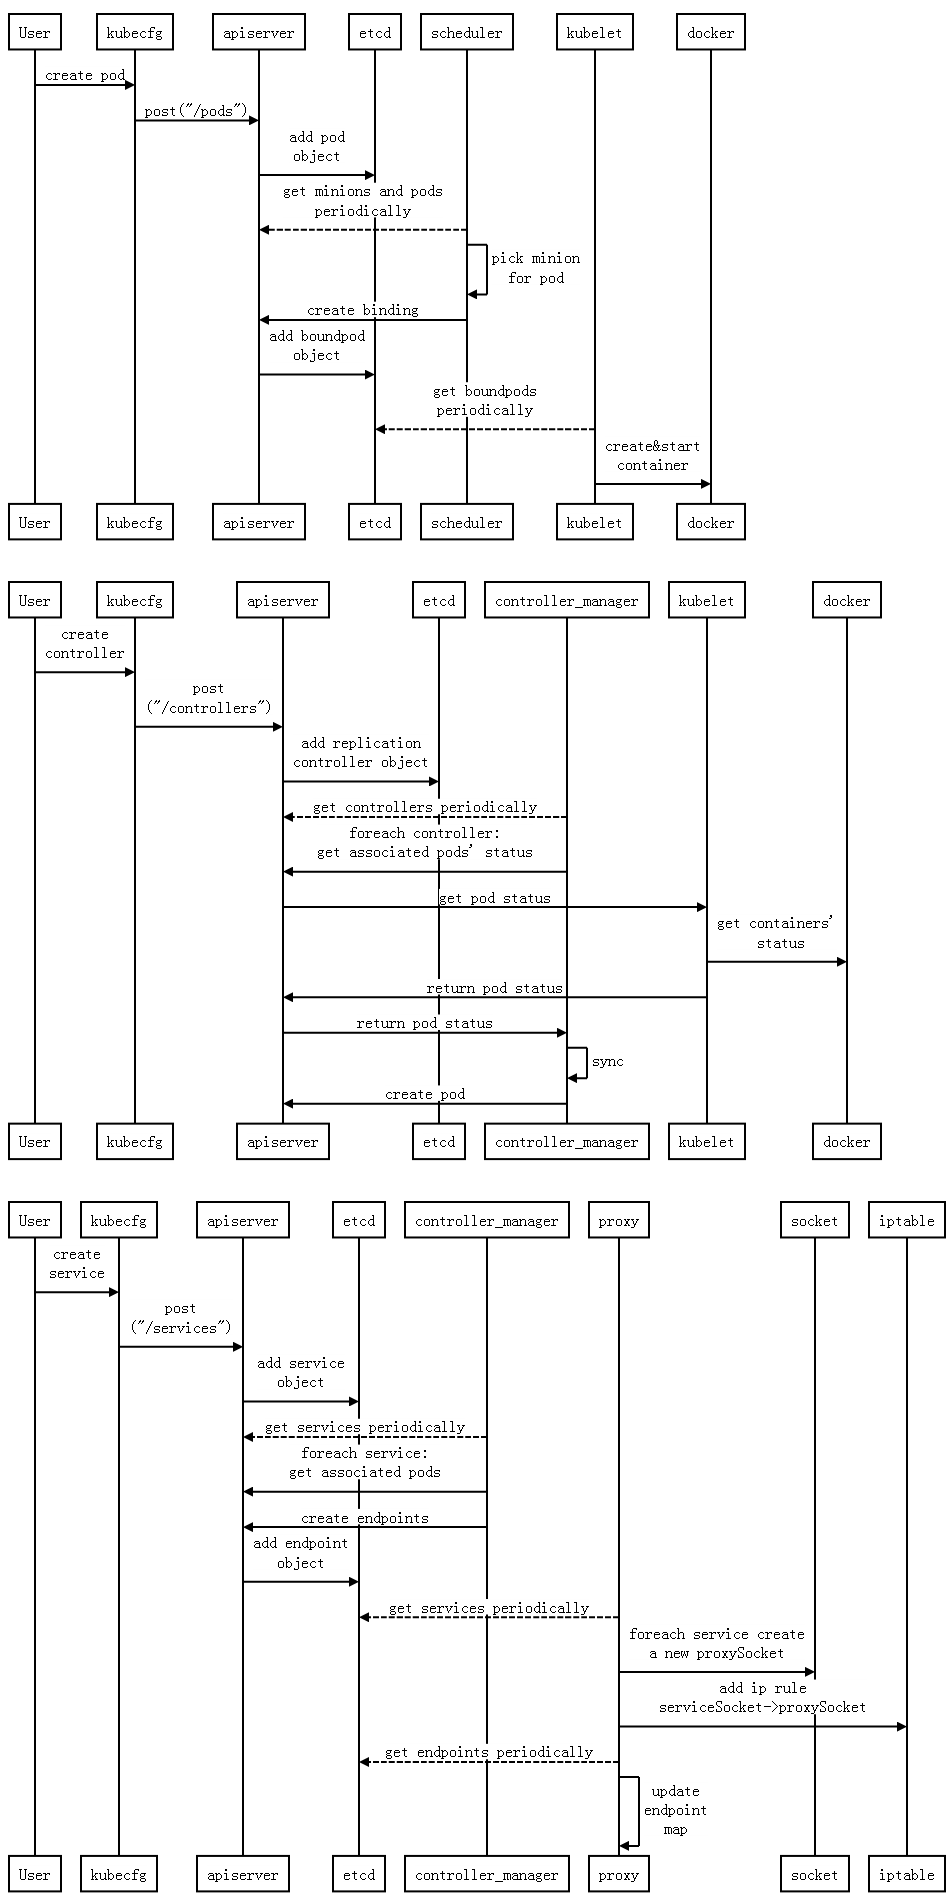 User kubecfg apiserver etcd scheduler kubelet docker
create pod
post("/pods")
add pod
object
get minions and pods
periodically
pick minion
for pod
create binding
add boundpod
object
get boundpods
periodically
create&start
container
User kubecfg apiserver etcd scheduler kubelet docker
User kubecfg apiserver etcd controller_manager kubelet docker
create
controller
post
("/controllers")
add replication
controller object
get controllers periodically
foreach controller:
get associated pods' status
get pod status
get containers'
status
return pod status
return pod status
sync
create pod
User kubecfg apiserver etcd controller_manager kubelet docker
User kubecfg apiserver etcd controller_manager proxy socket iptable
create
service
post
("/services")
add service
object
get services periodically
foreach service:
get associated pods
create endpoints
add endpoint
object
get services periodically
foreach service create
a new proxySocket
add ip rule
serviceSocket->proxySocket
get endpoints periodically
update
endpoint
map
User kubecfg apiserver etcd controller_manager proxy socket iptable